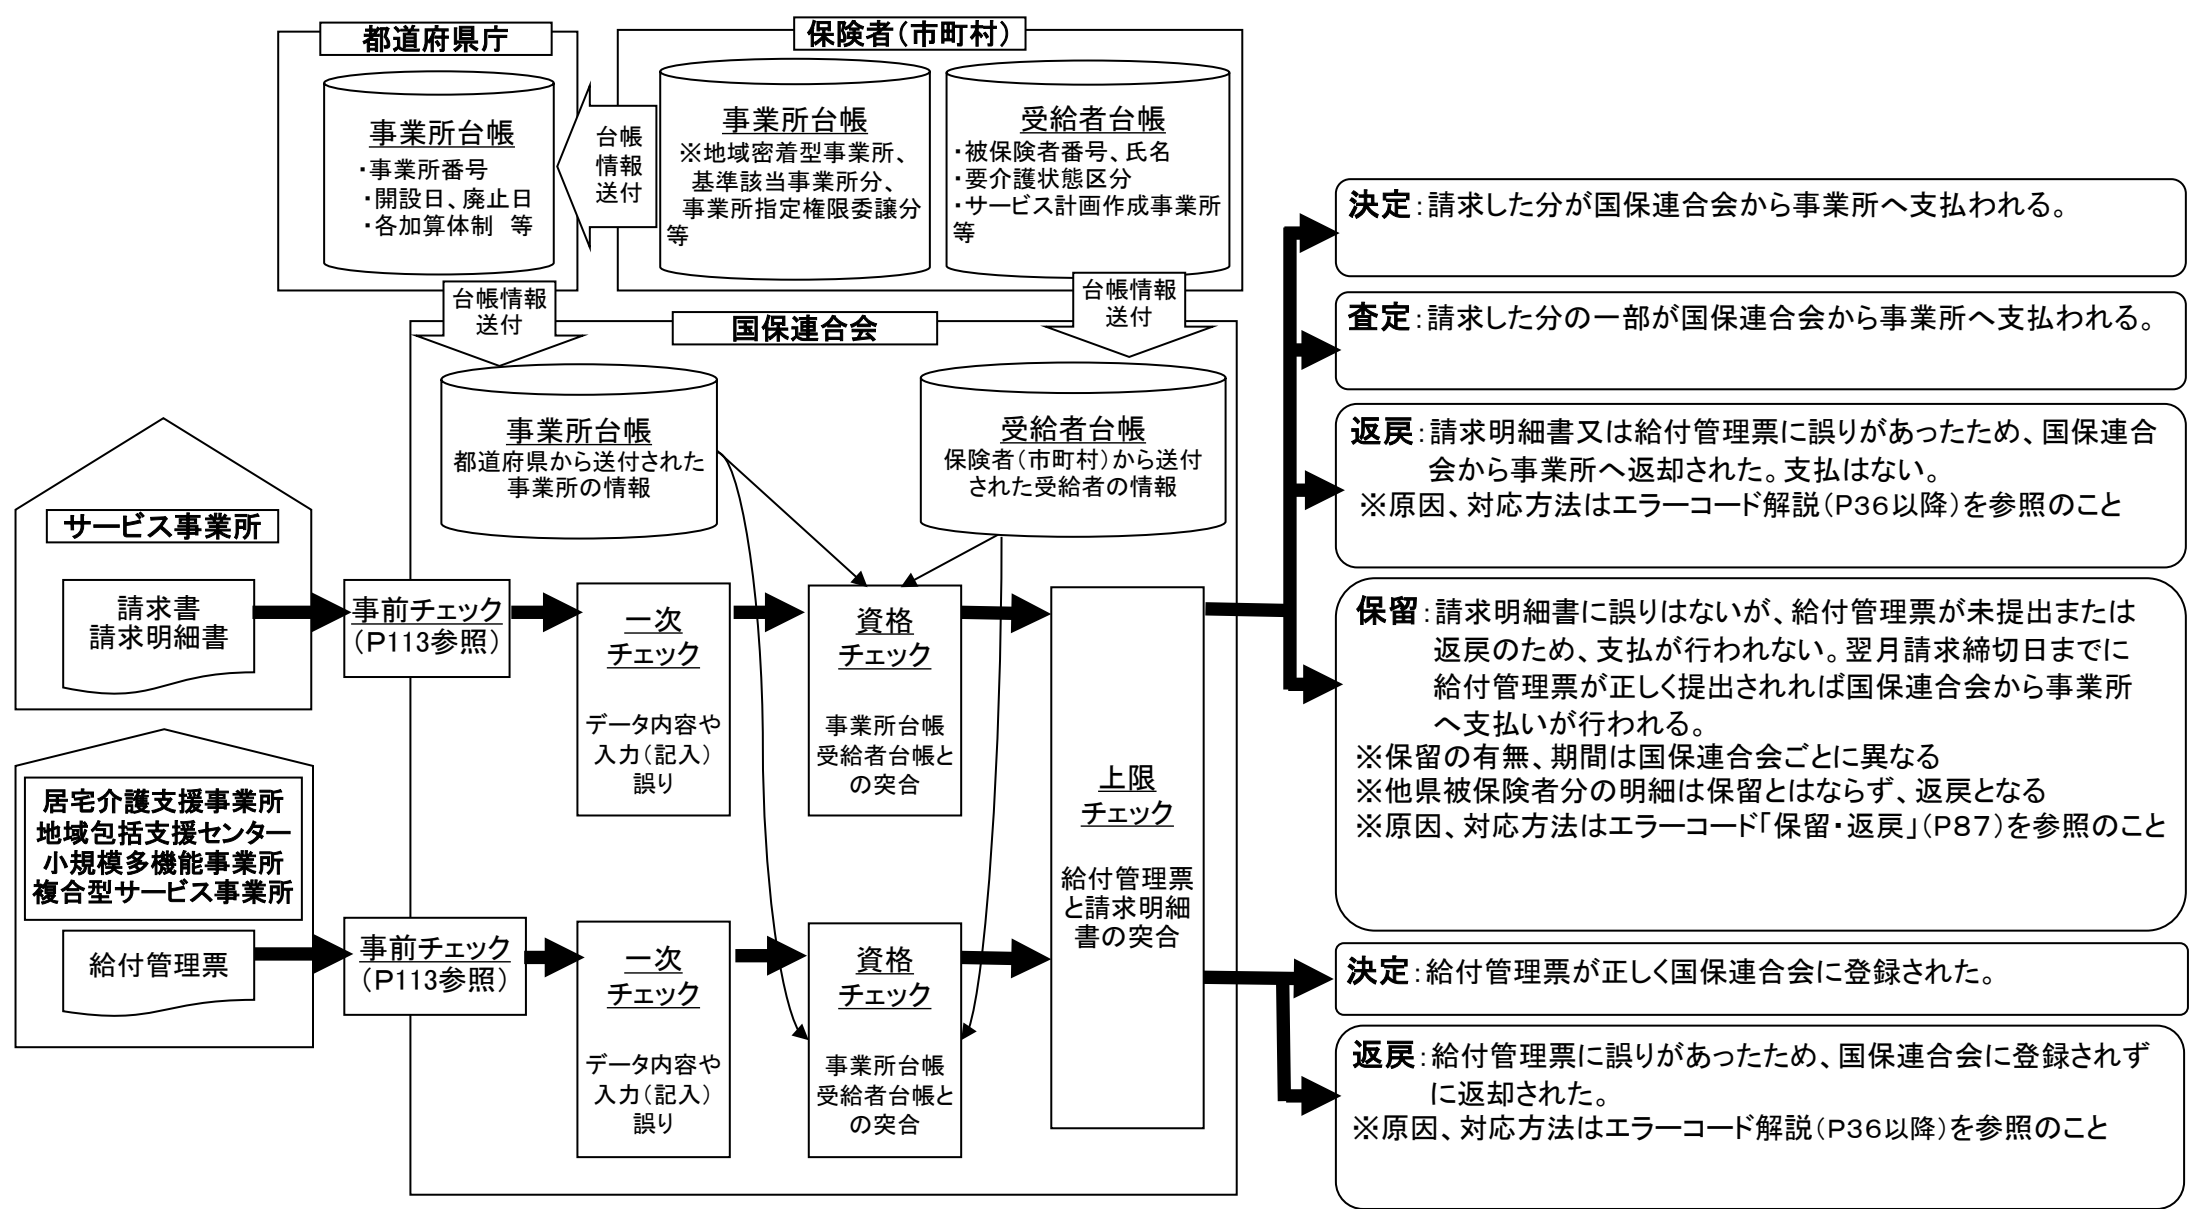 都道府県庁
事業所台帳
・事業所番号
・開設日、廃止日
・各加算体制 等
台帳
情報
送付
保険者（市町村）
事業所台帳
※地域密着型事業所、
基準該当事業所分、
事業所指定権限委譲分
等
受給者台帳
・被保険者番号、氏名
・要介護状態区分
・サービス計画作成事業所
等
台帳情報
送付
台帳情報
送付
国保連合会
事業所台帳
都道府県から送付された
事業所の情報
受給者台帳
保険者（市町村）から送付
された受給者の情報
サービス事業所
請求書
請求明細書
事前チェック
（P113参照）
一次
チェック
データ内容や
入力（記入）
誤り
資格
チェック
事業所台帳
受給者台帳と
の突合
居宅介護支援事業所
地域包括支援センター
小規模多機能事業所
複合型サービス事業所
給付管理票
事前チェック
（P113参照）
一次
チェック
データ内容や
入力（記入）
誤り
資格
チェック
事業所台帳
受給者台帳と
の突合
上限
チェック
給付管理票
と請求明細
書の突合
決定：請求した分が国保連合会から事業所へ支払われる。
査定：請求した分の一部が国保連合会から事業所へ支払われる。
返戻：請求明細書又は給付管理票に誤りがあったため、国保連合
会から事業所へ返却された。支払はない。
※原因、対応方法はエラーコード解説（P36以降）を参照のこと
保留：請求明細書に誤りはないが、給付管理票が未提出または
返戻のため、支払が行われない。翌月請求締切日までに
給付管理票が正しく提出されれば国保連合会から事業所
へ支払いが行われる。
※保留の有無、期間は国保連合会ごとに異なる
※他県被保険者分の明細は保留とはならず、返戻となる
※原因、対応方法はエラーコード「保留・返戻」（P87）を参照のこと
決定：給付管理票が正しく国保連合会に登録された。
返戻：給付管理票に誤りがあったため、国保連合会に登録されず
に返却された。
※原因、対応方法はエラーコード解説（P36以降）を参照のこと